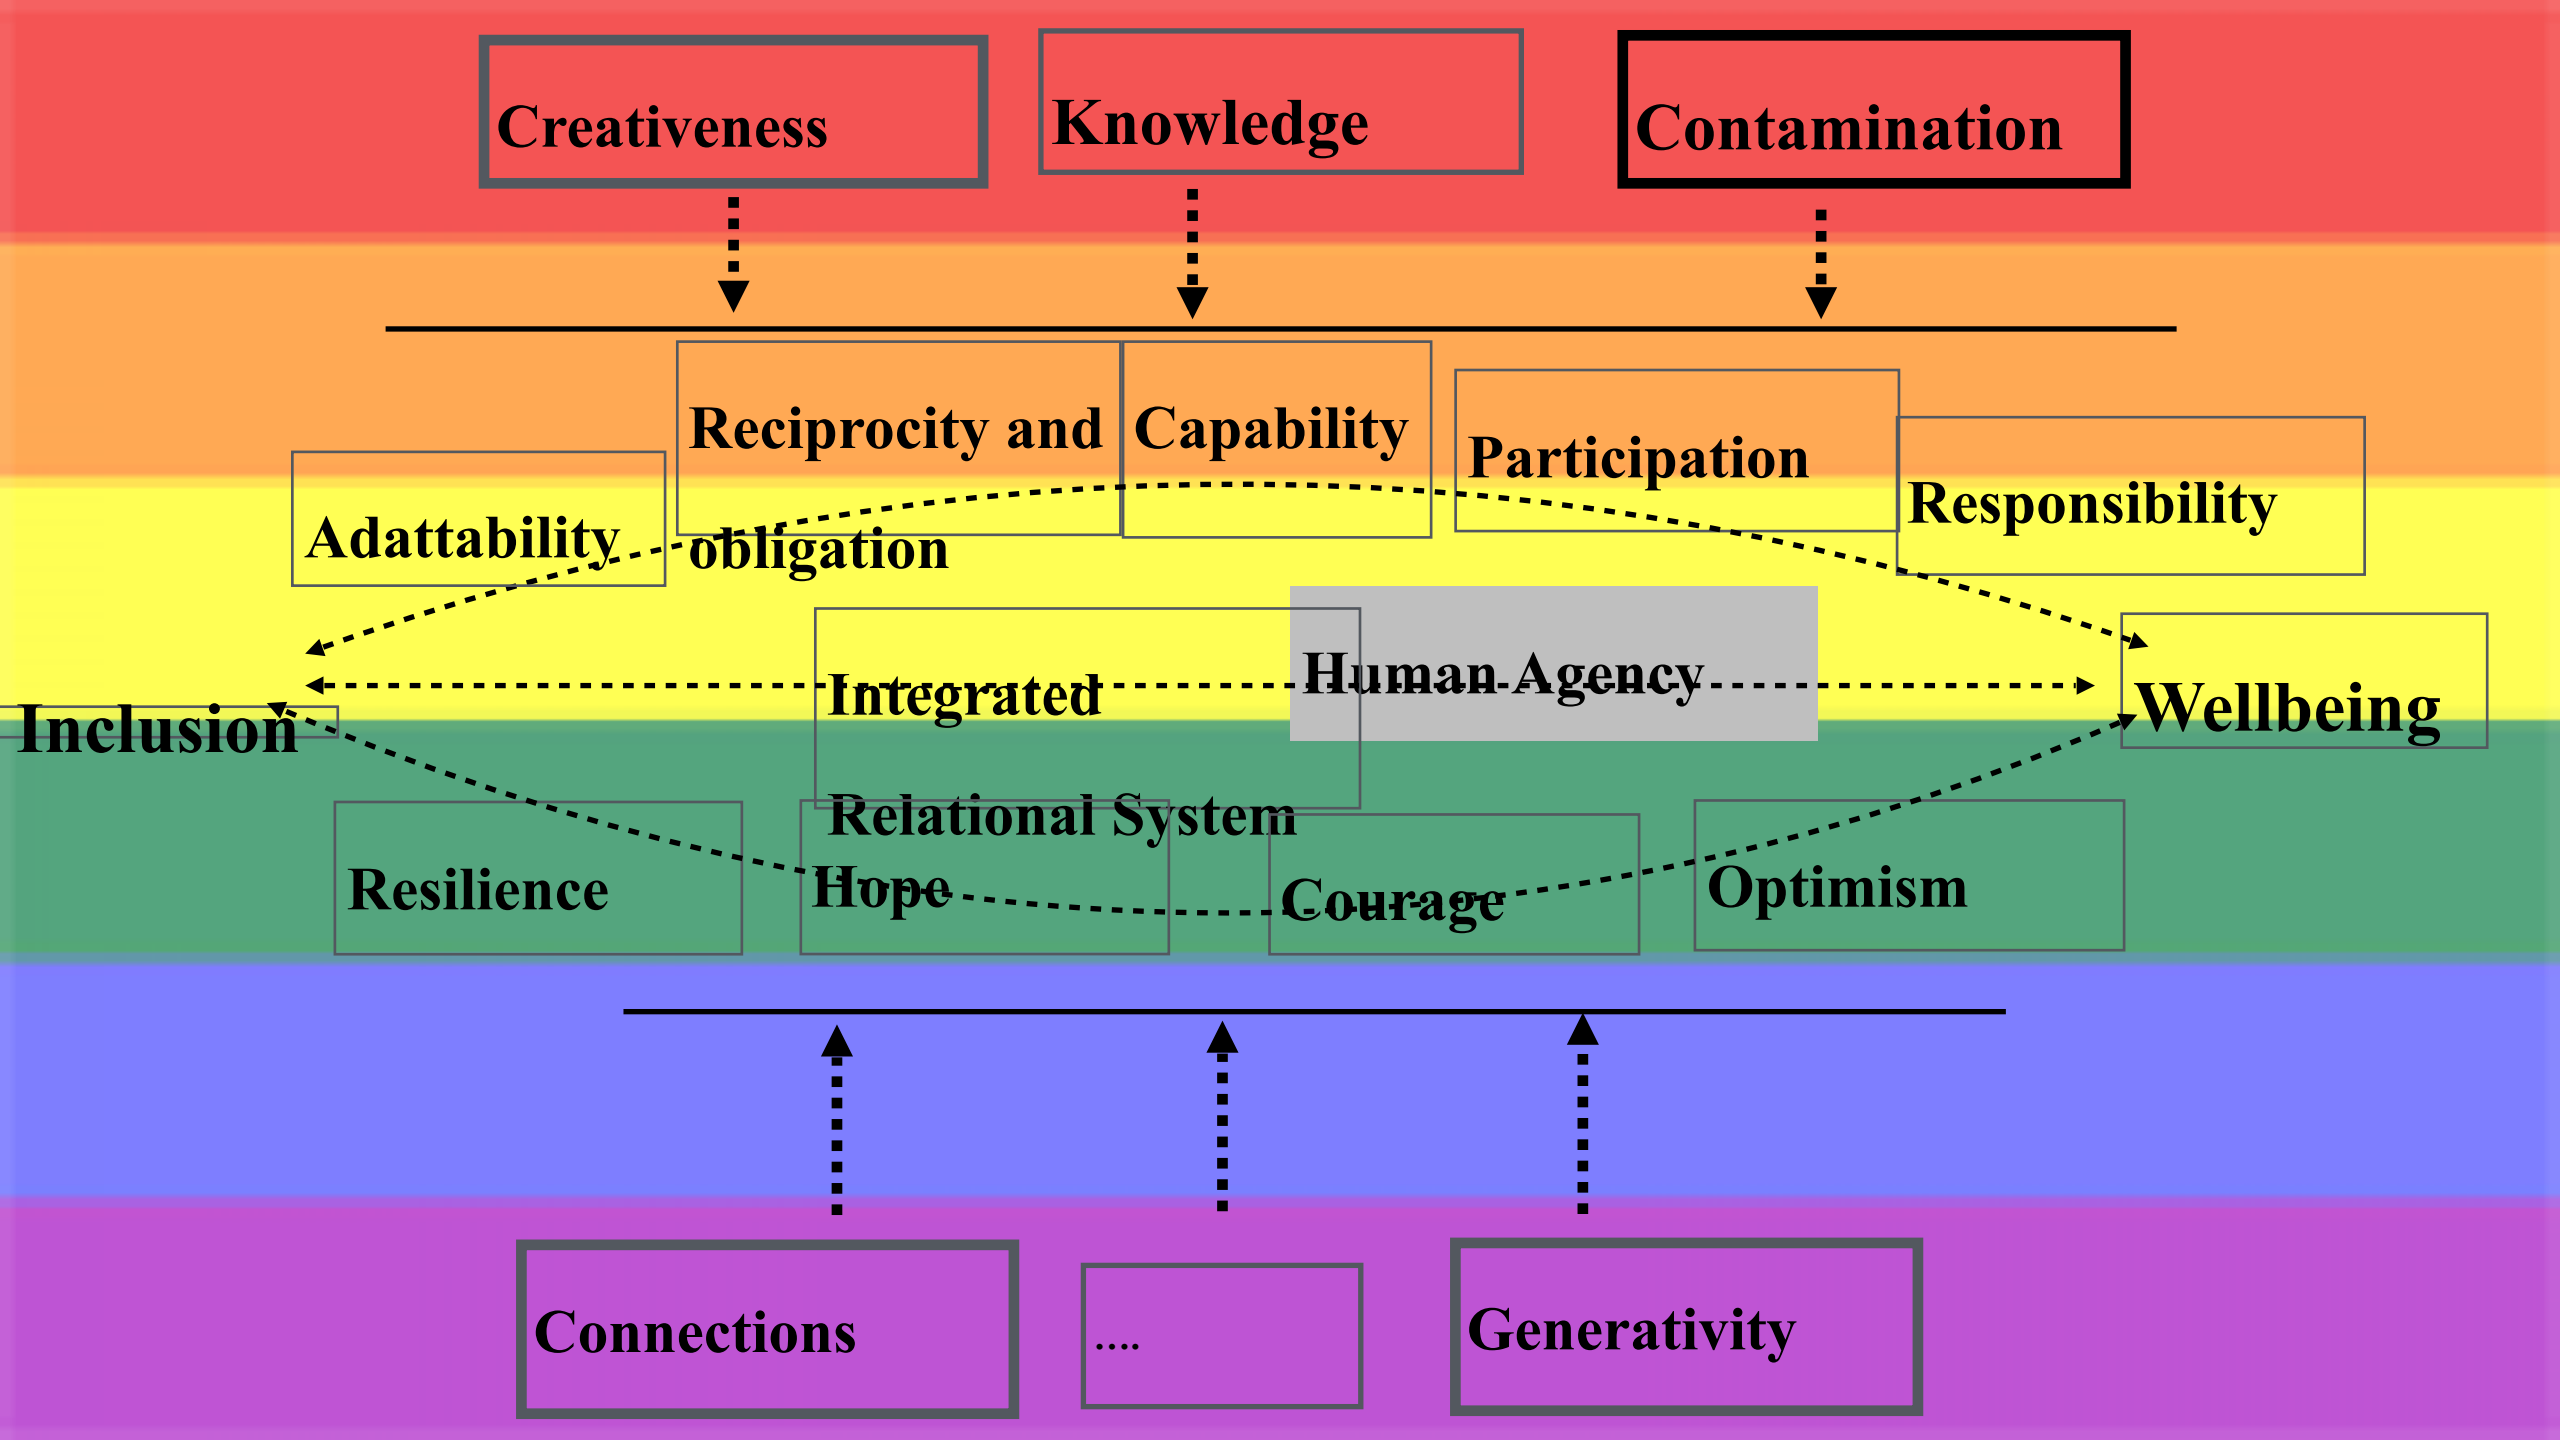 Creativeness
Knowledge
Contamination
Reciprocity and
obligation
Capability
Participation
Responsibility
Adattability
Integrated
Relational System
Human Agency
Inclusion
Wellbeing
Resilience
Hope
Courage
Optimism
Connections
....
Generativity